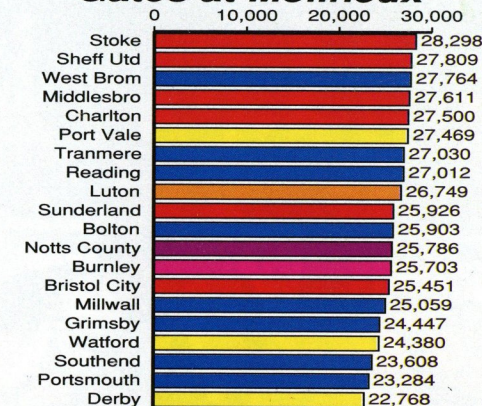 Gates at Molineux
0 10,000 20,000 30,000
Stoke 28,298
Sheff Utd 27,809
West Brom 27,764
Middlesbro 27,611
Charlton 27,500
Port Vale 27,469
Tranmere 27,030
Reading 27,012
Luton 26,749
Sunderland 25,926
Bolton 25,903
Notts County 25,786
Burnley 25,703
Bristol City 25,451
Millwall 25,059
Grimsby 24,447
Watford 24,380
Southend 23,608
Portsmouth 23,284
Derby 22,768